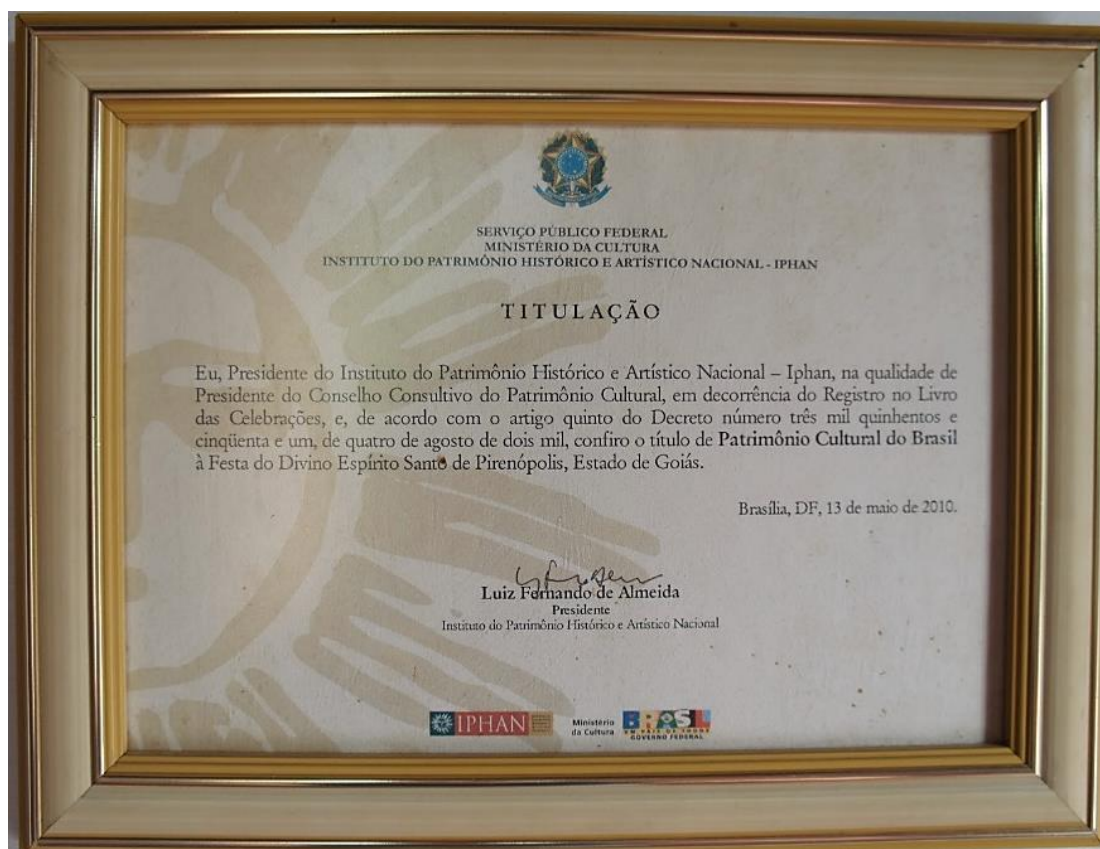 SERVIÇO PÚBLICO FEDERAL
MINISTÉRIO DA CULTURA
INSTITUTO DO PATRIMÔNIO HISTÓRICO E ARTÍSTICO NACIONAL - IPHAN
TITULAÇÃO
Eu, Presidente do Instituto do Patrimônio Histórico e Artístico Nacional – Iphan, na qualidade de
Presidente do Conselho Consultivo do Patrimônio Cultural, em decorrência do Registro no Livro
das Celebrações, e, de acordo com o artigo quinto do Decreto número três mil quinhentos e
cinqüenta e um, de quatro de agosto de dois mil, confiro o título de Patrimônio Cultural do Brasil
à Festa do Divino Espírito Santo de Pirenópolis, Estado de Goiás.
Brasília, DF, 13 de maio de 2010.
Luiz Fernando de Almeida
Presidente
Instituto do Patrimônio Histórico e Artístico Nacional
IPHAN
Ministério
da Cultura
BRASIL
UM PAÍS DE TODOS
GOVERNO FEDERAL